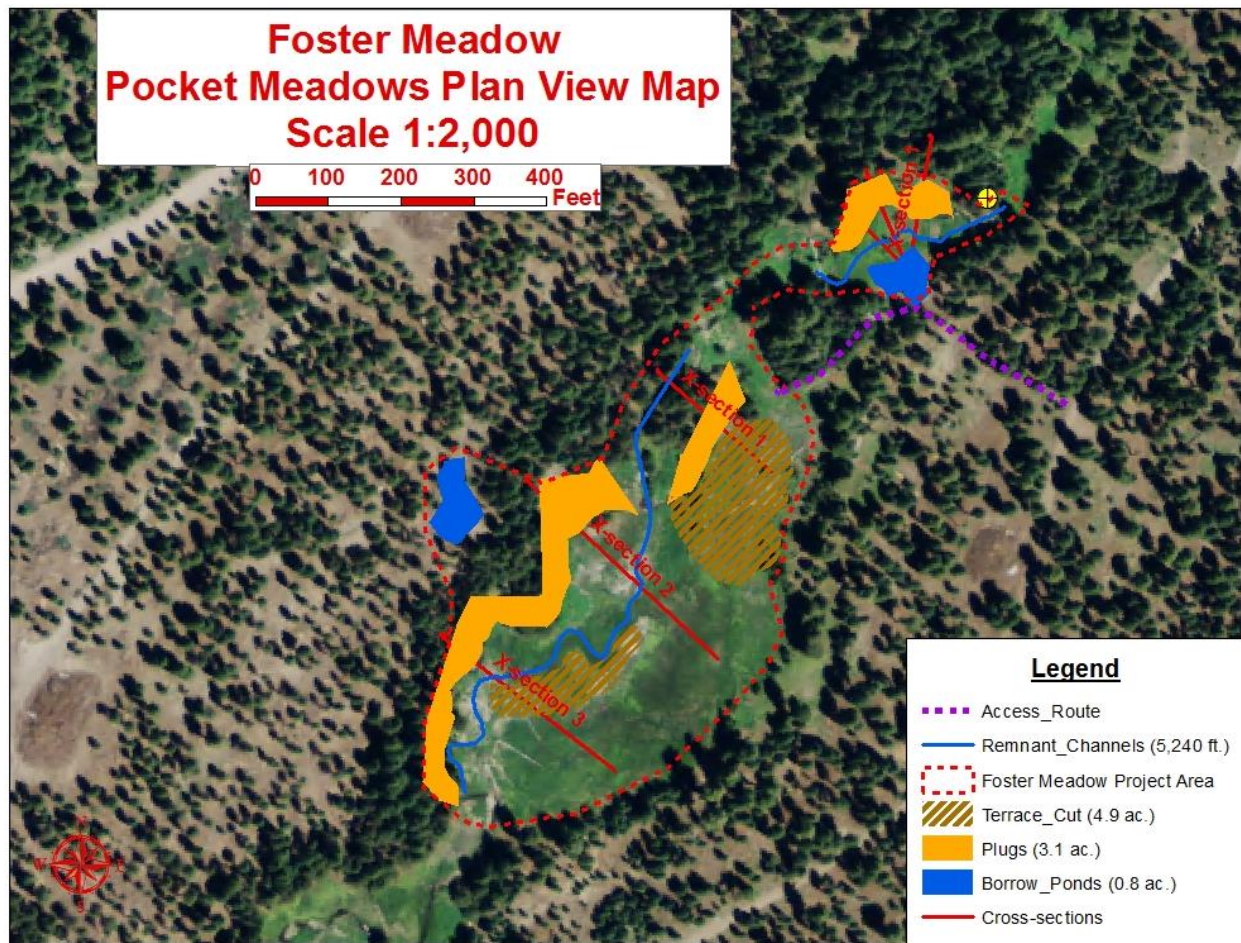 Foster Meadow
Pocket Meadows Plan View Map
Scale 1:2,000
0 100 200 300 400
Feet
X-section 1
X-section 2
X-section 3
Legend
Access_Route
Remnant_Channels (5,240 ft.)
Foster Meadow Project Area
Terrace_Cut (4.9 ac.)
Plugs (3.1 ac.)
Borrow_Ponds (0.8 ac.)
Cross-sections
W
S